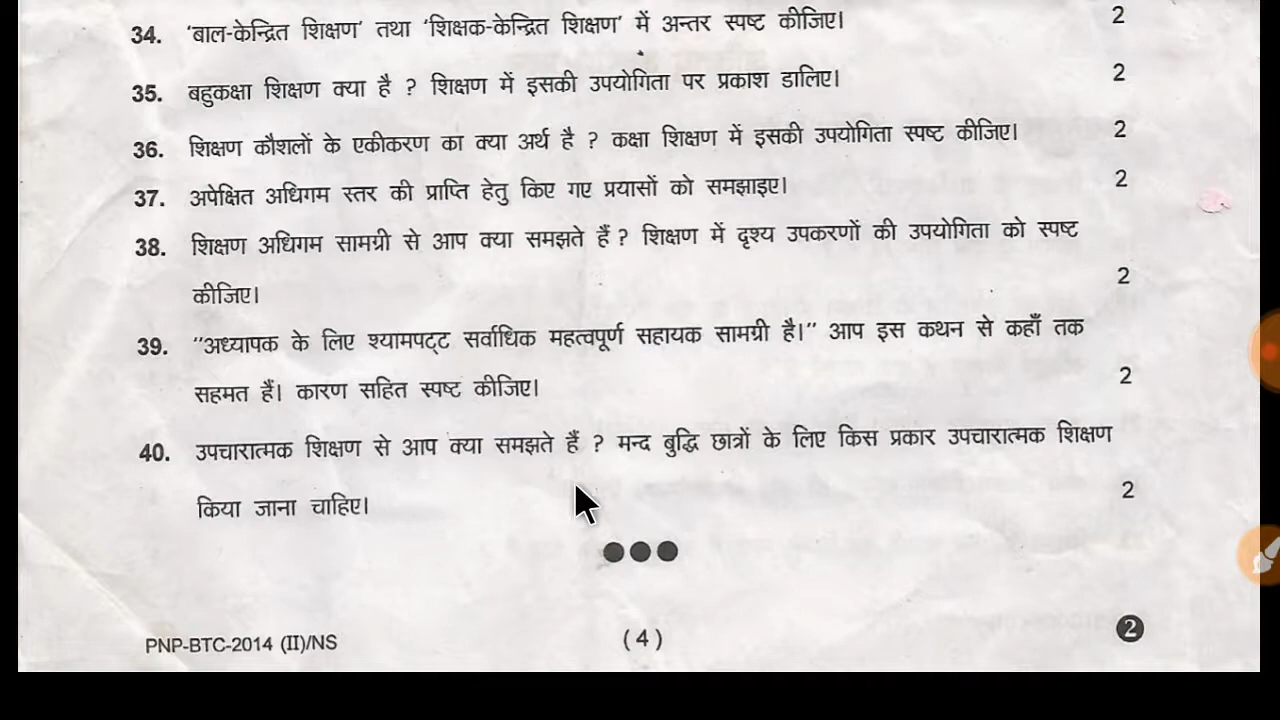 34. 'बाल-केन्द्रित शिक्षण' तथा 'शिक्षक-केन्द्रित शिक्षण' में अन्तर स्पष्ट कीजिए। 2
35. बहुकक्षा शिक्षण क्या है ? शिक्षण में इसकी उपयोगिता पर प्रकाश डालिए। 2
36. शिक्षण कौशलों के एकीकरण का क्या अर्थ है ? कक्षा शिक्षण में इसकी उपयोगिता स्पष्ट कीजिए। 2
37. अपेक्षित अधिगम स्तर की प्राप्ति हेतु किए गए प्रयासों को समझाइए। 2
38. शिक्षण अधिगम सामग्री से आप क्या समझते हैं ? शिक्षण में दृश्य उपकरणों की उपयोगिता को स्पष्ट
कीजिए। 2
39. "अध्यापक के लिए श्यामपट्ट सर्वाधिक महत्वपूर्ण सहायक सामग्री है।" आप इस कथन से कहाँ तक
सहमत हैं। कारण सहित स्पष्ट कीजिए। 2
40. उपचारात्मक शिक्षण से आप क्या समझते हैं ? मन्द बुद्धि छात्रों के लिए किस प्रकार उपचारात्मक शिक्षण
किया जाना चाहिए। 2
PNP-BTC-2014 (II)/NS (4) 2